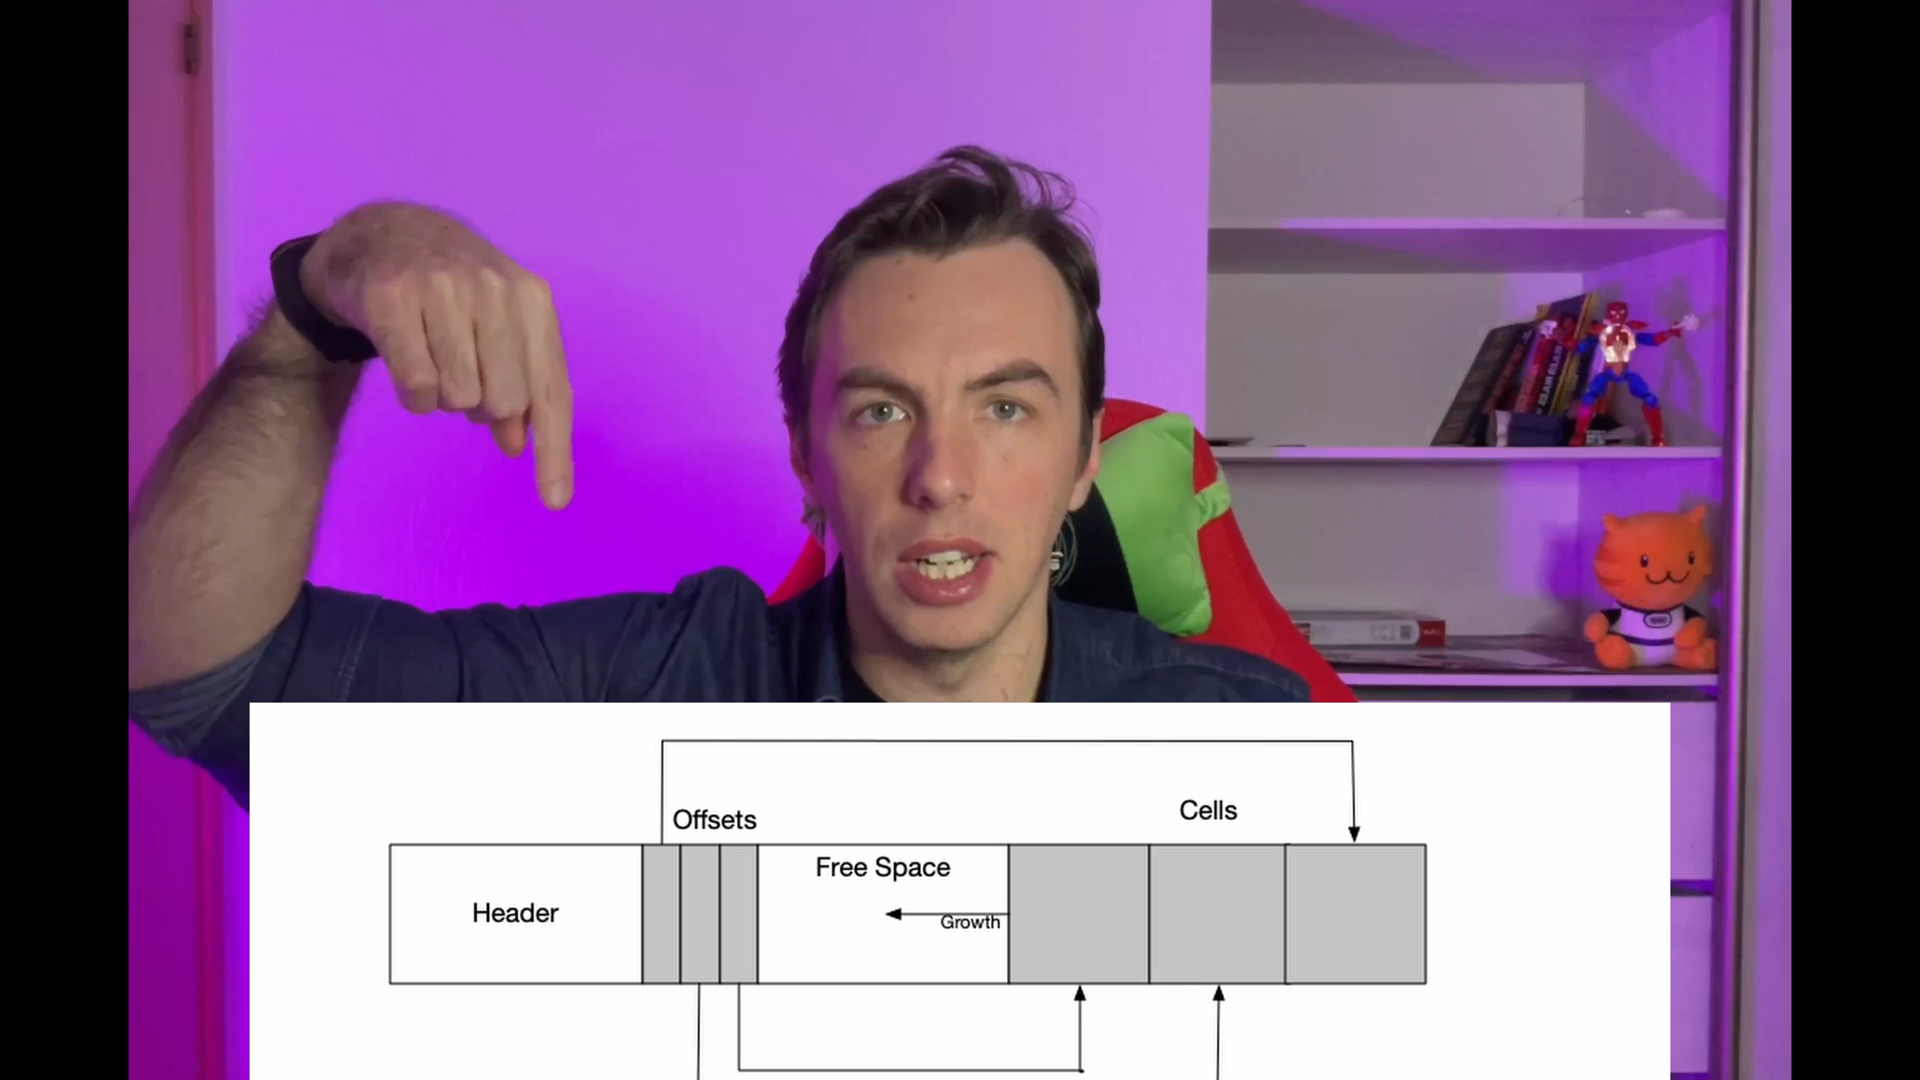 Offsets
Cells
Free Space
Header
Growth